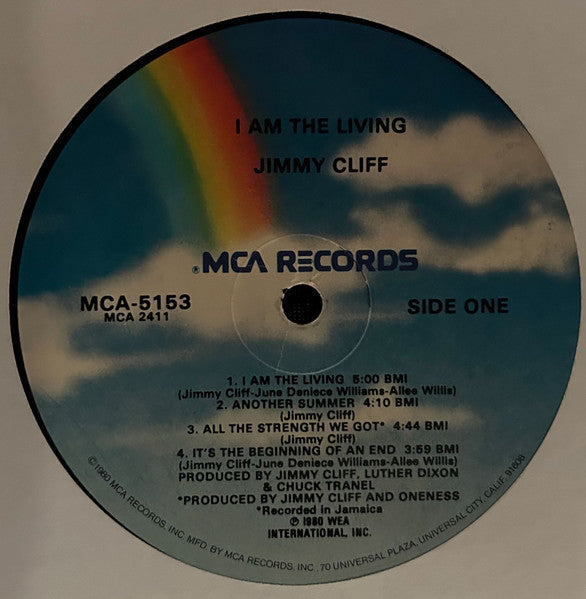 I AM THE LIVING
JIMMY CLIFF
®MCA RECORDS
MCA-5153
MCA 2411
SIDE ONE
1. I AM THE LIVING 5:00 BMI
(Jimmy Cliff-June Deniece Williams-Allee Willis)
2. ANOTHER SUMMER 4:10 BMI
(Jimmy Cliff)
3. ALL THE STRENGTH WE GOT* 4:44 BMI
(Jimmy Cliff)
4. IT'S THE BEGINNING OF AN END 3:59 BMI
(Jimmy Cliff-June Deniece Williams-Allee Willis)
PRODUCED BY JIMMY CLIFF, LUTHER DIXON
& CHUCK TRANEL
*PRODUCED BY JIMMY CLIFF AND ONENESS
*Recorded in Jamaica
℗ 1980 WEA
INTERNATIONAL, INC.
©1980 MCA RECORDS, INC. MFD. BY MCA RECORDS, INC., 70 UNIVERSAL PLAZA, UNIVERSAL CITY, CALIF. 91608